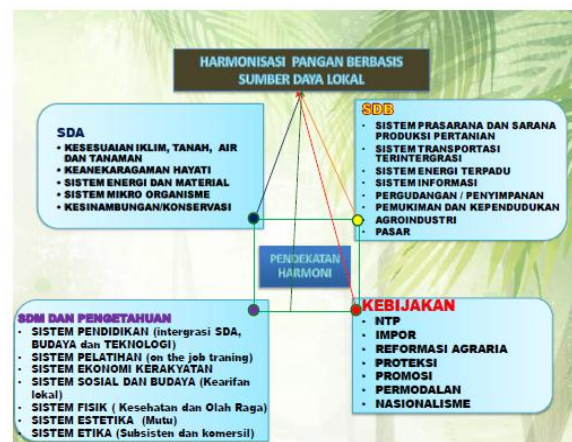 HARMONISASI PANGAN BERBASIS
SUMBER DAYA LOKAL
SDA
• KESESUAIAN IKLIM, TANAH, AIR
DAN TANAMAN
• KEANEKARAGAMAN HAYATI
• SISTEM ENERGI DAN MATERIAL
• SISTEM MIKRO ORGANISME
• KESINAMBUNGAN/KONSERVASI
SDB
• SISTEM PRASARANA DAN SARANA
PRODUKSI PERTANIAN
• SISTEM TRANSPORTASI
TERINTERGRASI
• SISTEM ENERGI TERPADU
• SISTEM INFORMASI
• PERGUDANGAN / PENYIMPANAN
• PEMUKIMAN DAN KEPENDUDUKAN
• AGROINDUSTRI
• PASAR
PENDEKATAN
HARMONI
SDM DAN PENGETAHUAN
• SISTEM PENDIDIKAN (intergrasi SDA,
BUDAYA dan TEKNOLOGI)
• SISTEM PELATIHAN (on the job traning)
• SISTEM EKONOMI KERAKYATAN
• SISTEM SOSIAL DAN BUDAYA (Kearifan
lokal)
• SISTEM FISIK ( Kesehatan dan Olah Raga)
• SISTEM ESTETIKA (Mutu)
• SISTEM ETIKA (Subsisten dan komersil)
KEBIJAKAN
• NTP
• IMPOR
• REFORMASI AGRARIA
• PROTEKSI
• PROMOSI
• PERMODALAN
• NASIONALISME